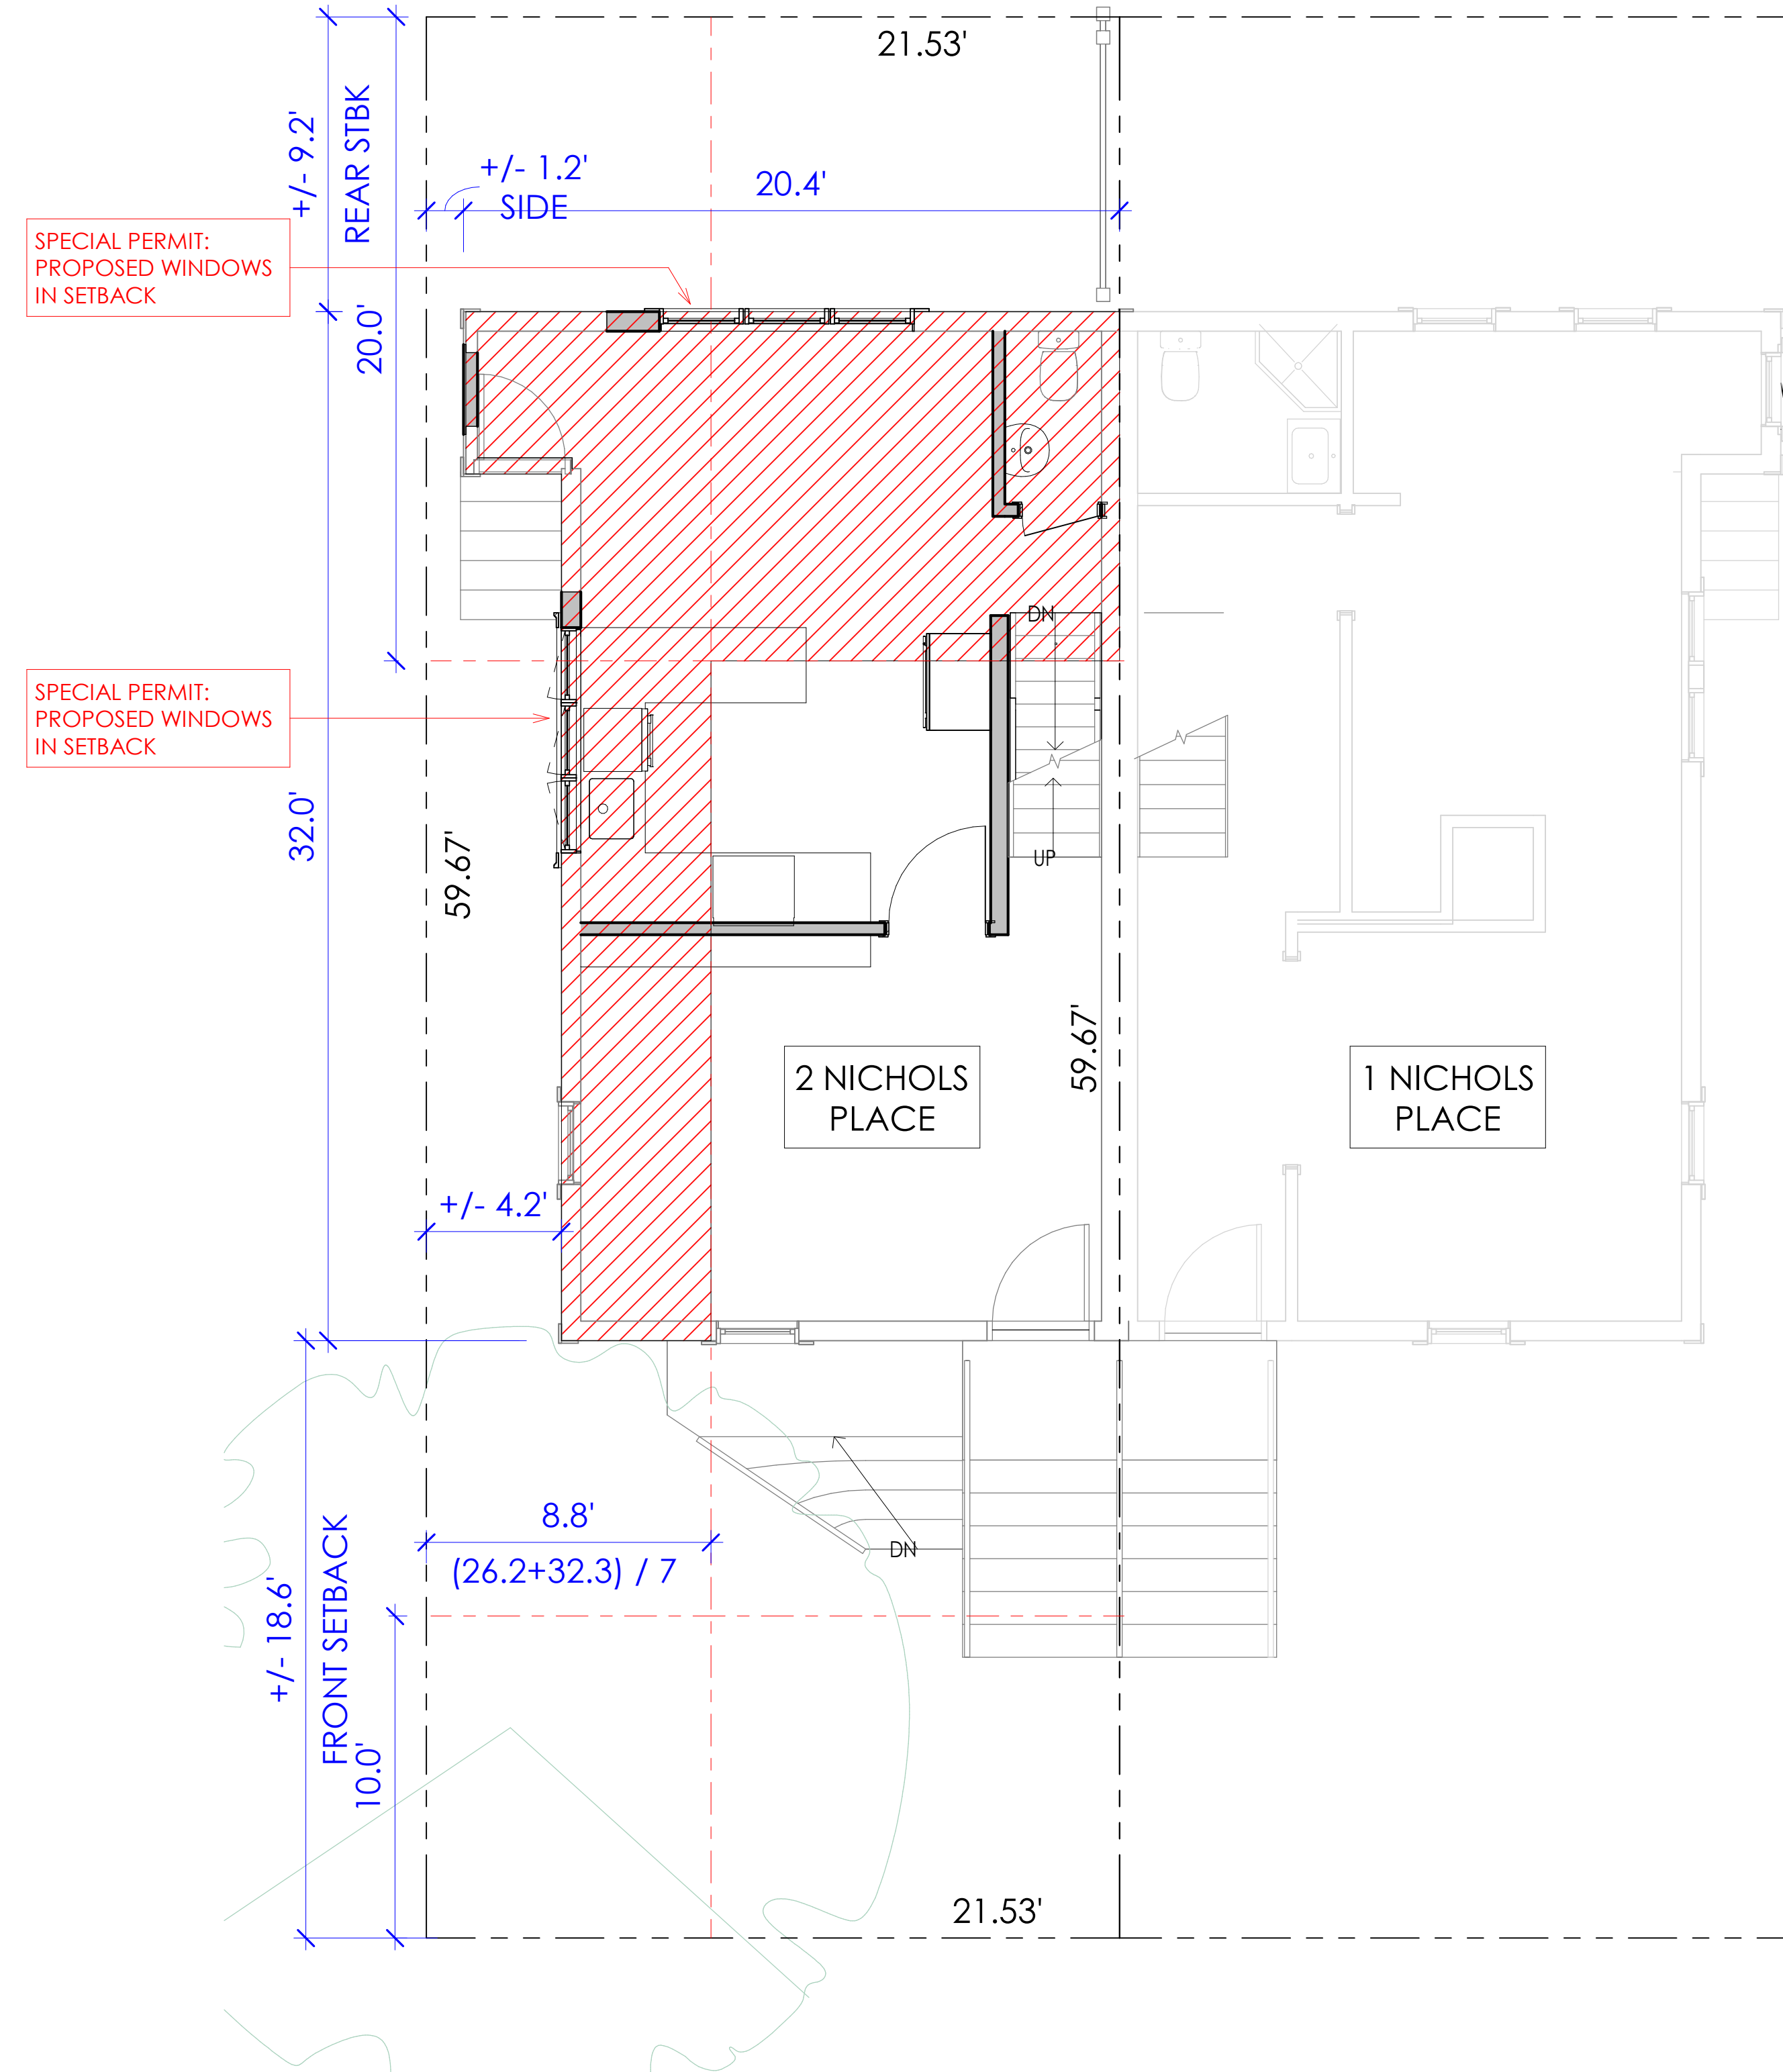 21.53'
+/- 9.2'
REAR STBK
20.0'
+/- 1.2'
SIDE
20.4'
SPECIAL PERMIT:
PROPOSED WINDOWS
IN SETBACK
DN
SPECIAL PERMIT:
PROPOSED WINDOWS
IN SETBACK
32.0'
59.67'
UP
59.67'
2 NICHOLS
PLACE
1 NICHOLS
PLACE
+/- 4.2'
8.8'
(26.2+32.3) / 7
DN
+/- 18.6'
FRONT SETBACK
10.0'
21.53'